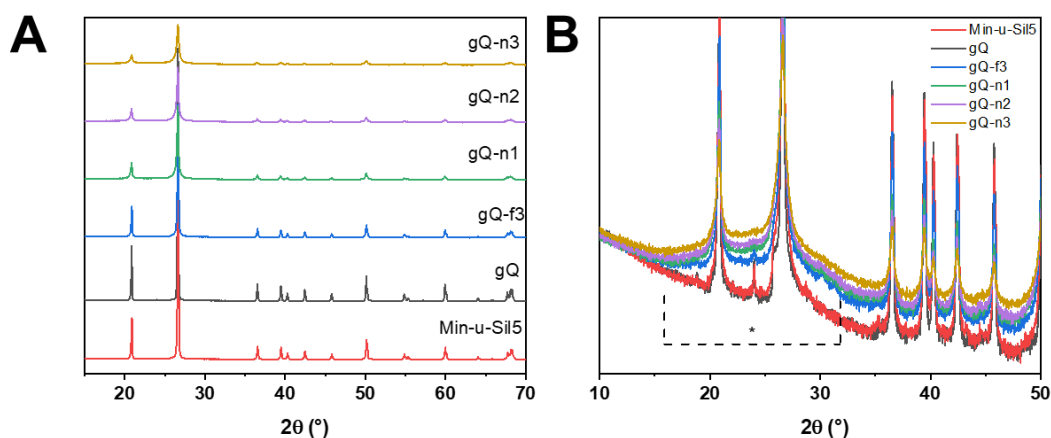 A
gQ-n3
gQ-n2
gQ-n1
gQ-f3
gQ
Min-u-Sil5
20 30 40 50 60 70
2θ (°)
B
Min-u-Sil5
gQ
gQ-f3
gQ-n1
gQ-n2
gQ-n3
*
10 20 30 40 50
2θ (°)